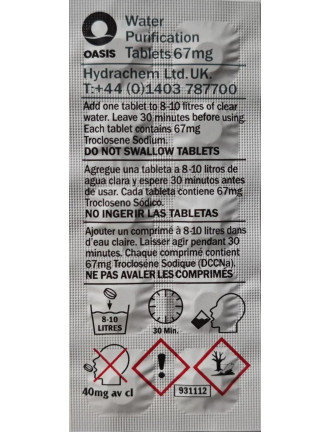 OASIS
Water
Purification
Tablets 67mg
Hydrachem Ltd.UK.
T:+44 (0)1403 787700
Add one tablet to 8-10 litres of clear
water. Leave 30 minutes before using.
Each tablet contains 67mg
Troclosene Sodium.
DO NOT SWALLOW TABLETS
Agregue una tableta a 8-10 litros de
agua clara y espere 30 minutos antes
de usar. Cada tableta contiene 67mg
Trocloseno Sódico.
NO INGERIR LAS TABLETAS
Ajouter un comprimé à 8-10 litres dans
d'eau claire. Laisser agir pendant 30
minutes. Chaque comprimé contient
67mg Troclosène Sodique (DCCNa).
NE PAS AVALER LES COMPRIMÉS
8-10
LITRES
30 Min.
40mg av cl
931112